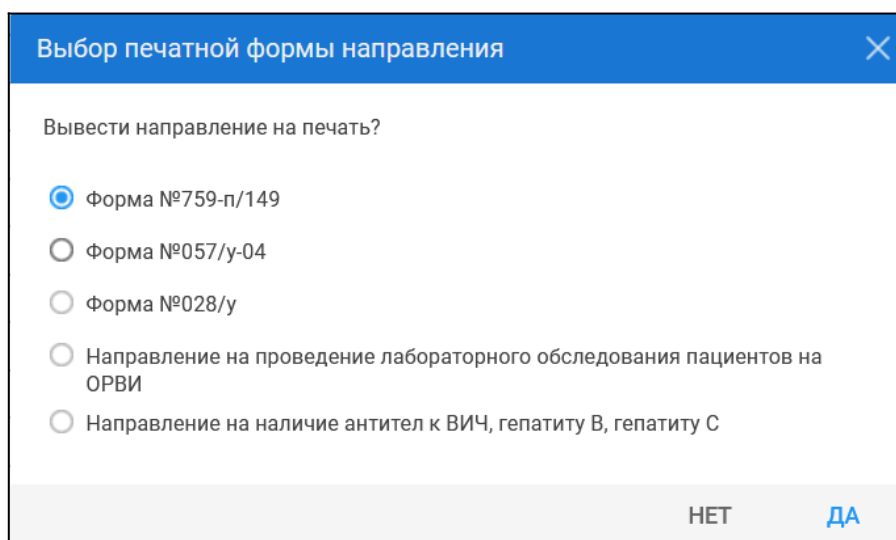 Выбор печатной формы направления
Вывести направление на печать?
Форма №759-п/149
Форма №057/у-04
Форма №028/у
Направление на проведение лабораторного обследования пациентов на
ОРВИ
Направление на наличие антител к ВИЧ, гепатиту В, гепатиту С
НЕТ ДА